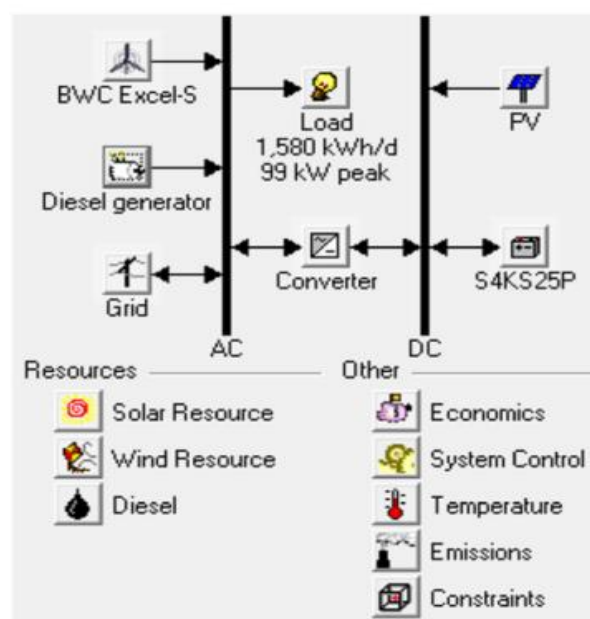 BWC Excel-S
Load
1,580 kWh/d
99 kW peak
PV
Diesel generator
Grid
Converter
S4KS25P
AC
DC
Resources
Other
Solar Resource
Economics
Wind Resource
System Control
Diesel
Temperature
Emissions
Constraints